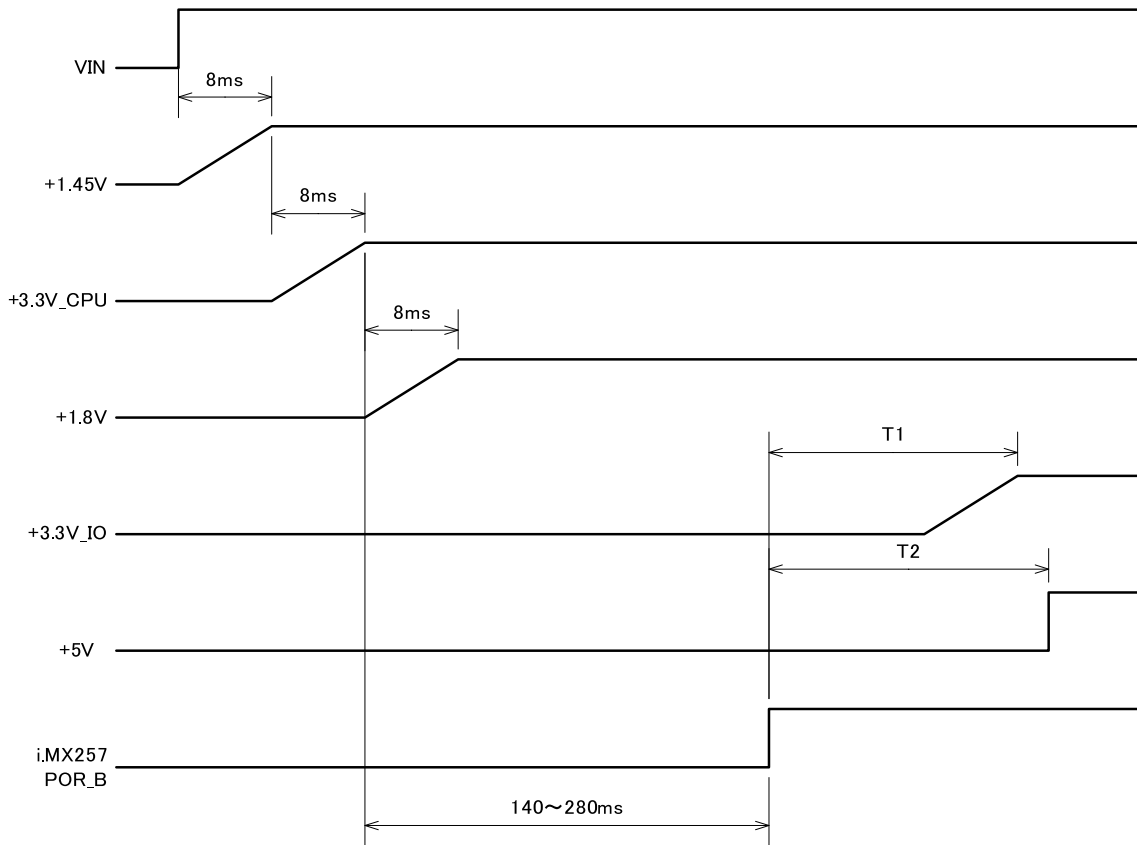 VIN
8ms
+1.45V
8ms
+3.3V_CPU
8ms
+1.8V
T1
+3.3V_IO
T2
+5V
i.MX257
POR_B
140～280ms